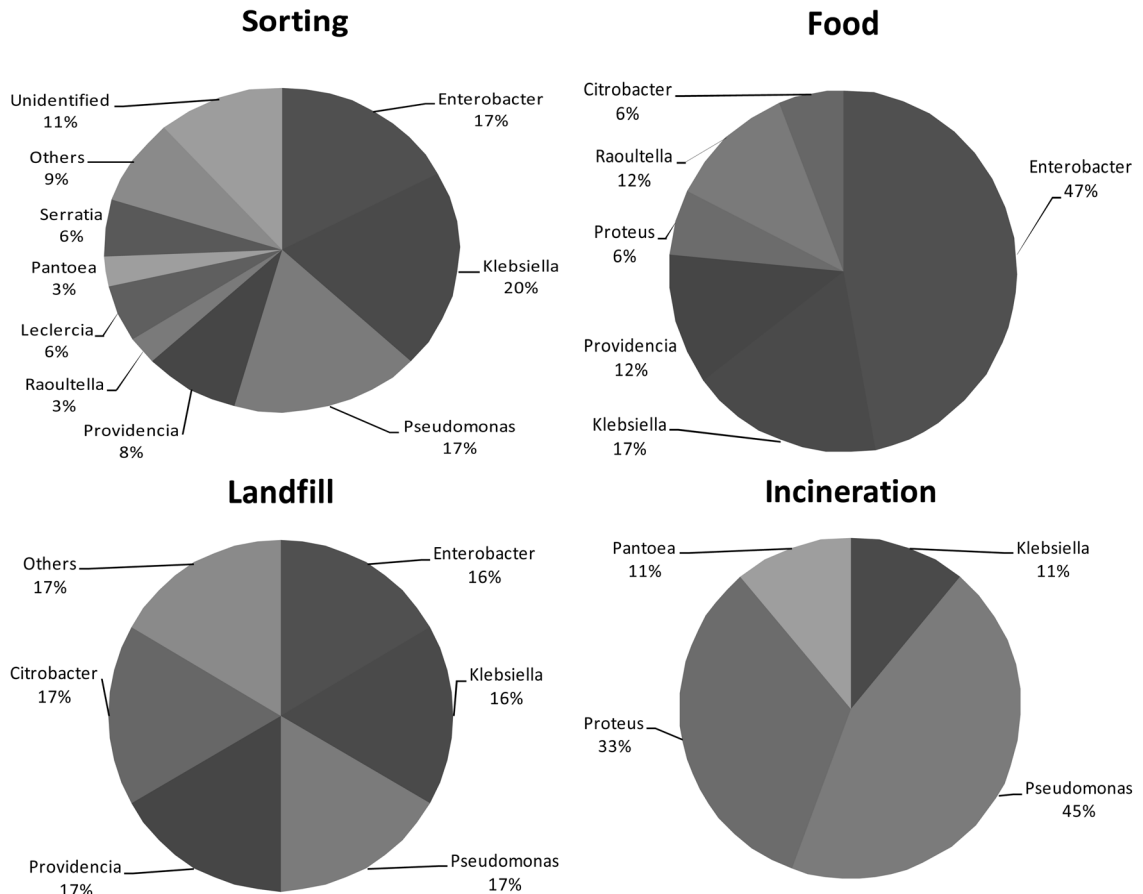 Sorting
Unidentified
11%
Others
9%
Serratia
6%
Pantoea
3%
Leclercia
6%
Raoultella
3%
Providencia
8%
Enterobacter
17%
Klebsiella
20%
Pseudomonas
17%
Food
Citrobacter
6%
Raoultella
12%
Proteus
6%
Providencia
12%
Klebsiella
17%
Enterobacter
47%
Landfill
Others
17%
Citrobacter
17%
Providencia
17%
Enterobacter
16%
Klebsiella
16%
Pseudomonas
17%
Incineration
Pantoea
11%
Proteus
33%
Klebsiella
11%
Pseudomonas
45%